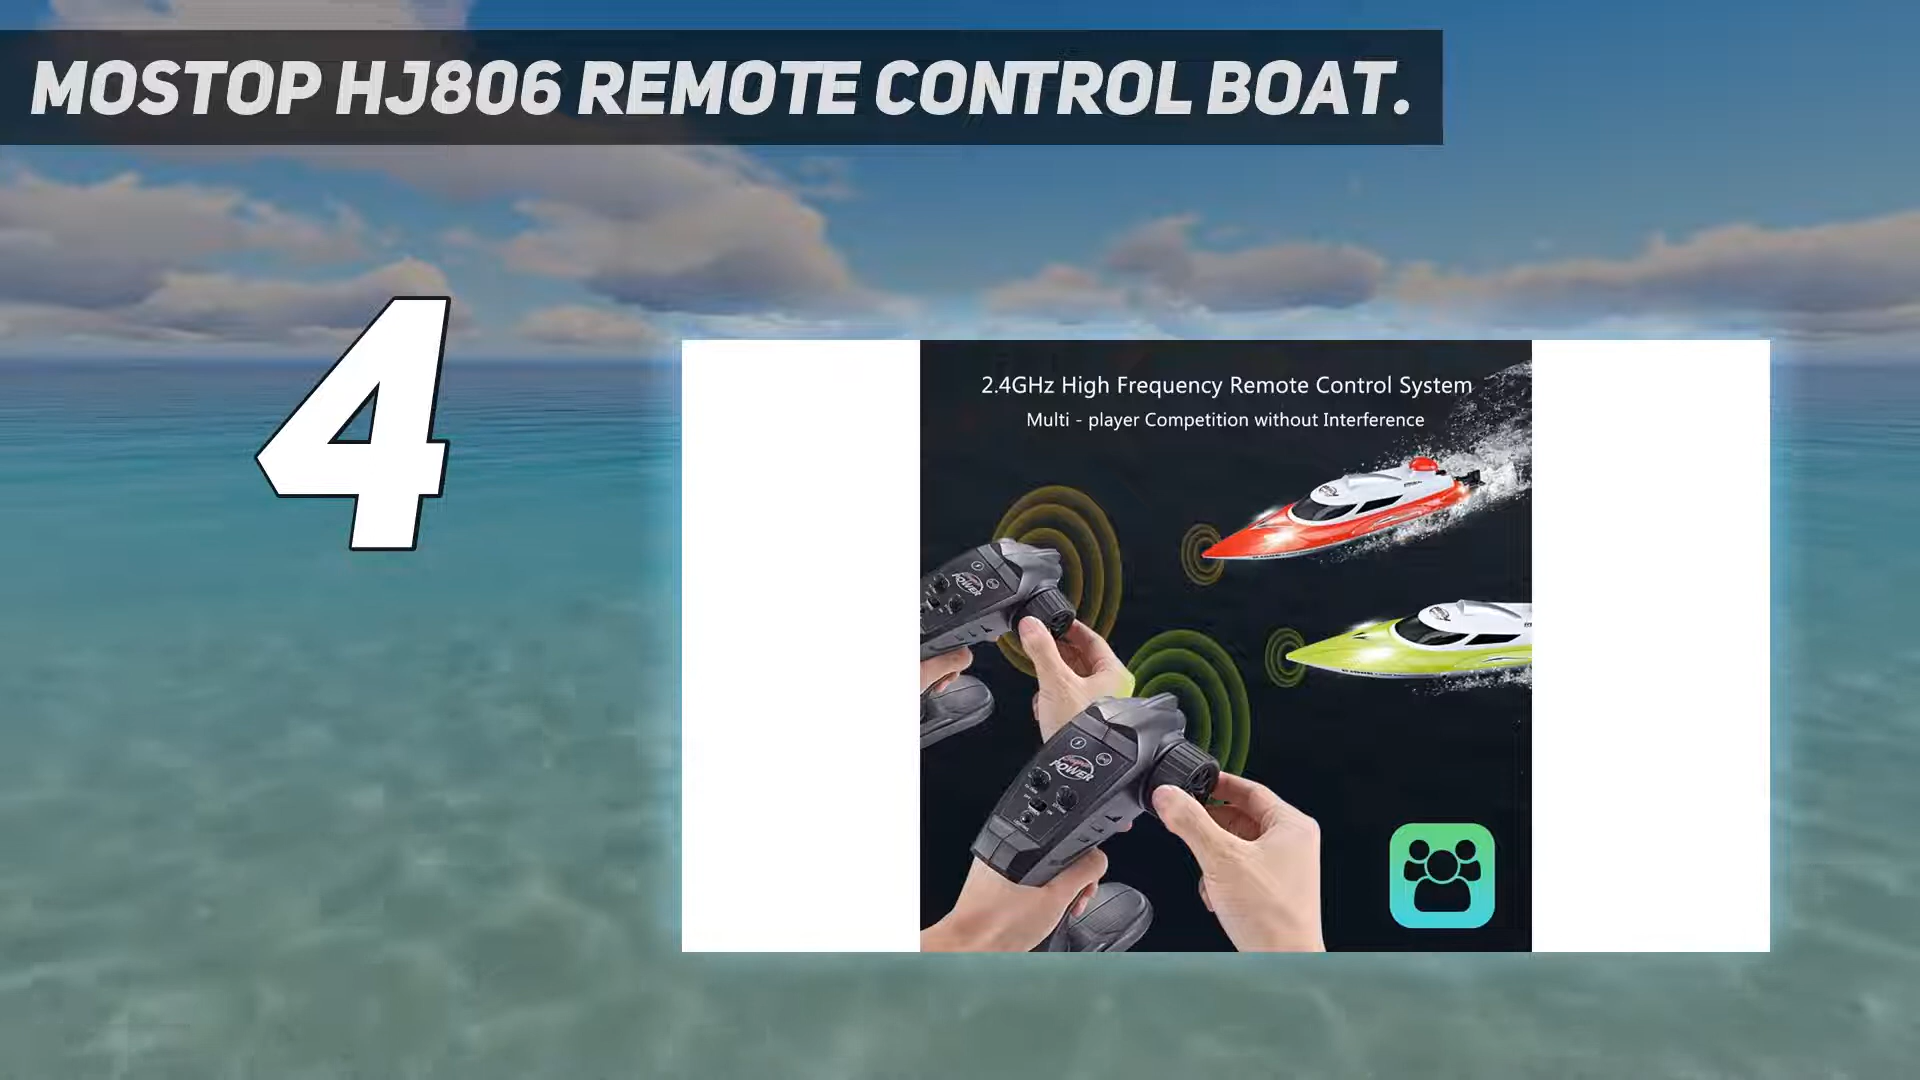 MOSTOP HJ806 REMOTE CONTROL BOAT.
4
2.4GHz High Frequency Remote Control System
Multi - player Competition without Interference
POWER
POWER